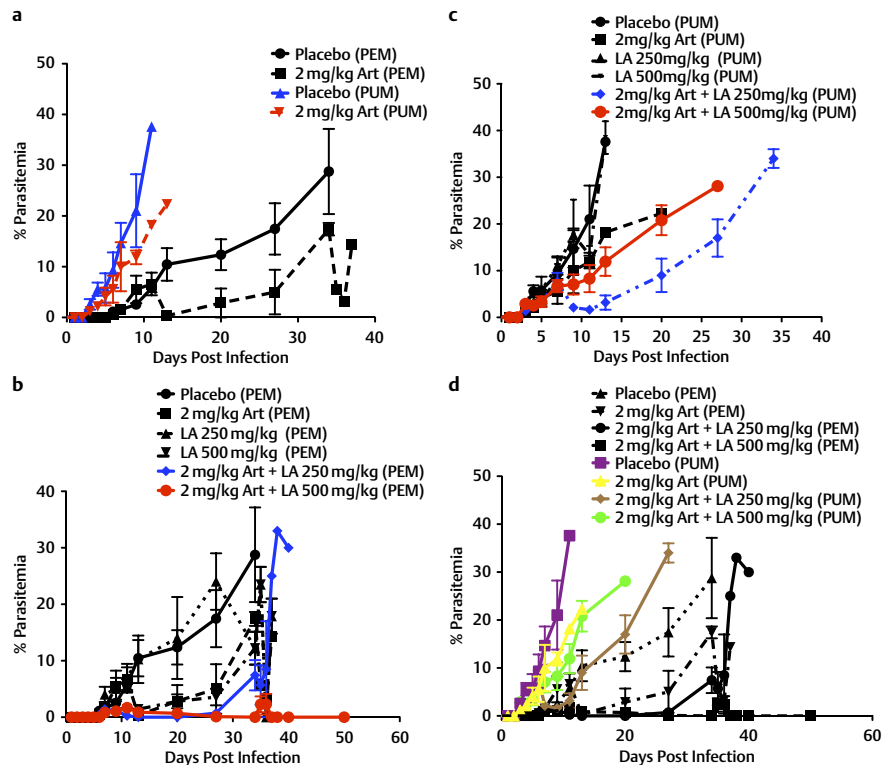 a
Placebo (PEM)
2 mg/kg Art (PEM)
Placebo (PUM)
2 mg/kg Art (PUM)
50
40
30
20
10
0
% Parasitemia
0 10 20 30 40
Days Post Infection
c
Placebo (PUM)
2mg/kg Art (PUM)
LA 250mg/kg (PUM)
LA 500mg/kg (PUM)
2mg/kg Art + LA 250mg/kg (PUM)
2mg/kg Art + LA 500mg/kg (PUM)
50
40
30
20
10
0
% Parasitemia
0 5 10 15 20 25 30 35 40
Days Post Infection
b
Placebo (PEM)
2 mg/kg Art (PEM)
LA 250 mg/kg (PEM)
LA 500 mg/kg (PEM)
2 mg/kg Art + LA 250 mg/kg (PEM)
2 mg/kg Art + LA 500 mg/kg (PEM)
40
30
20
10
0
% Parasitemia
0 10 20 30 40 50
Days Post Infection
d
Placebo (PEM)
2 mg/kg Art (PEM)
2 mg/kg Art + LA 250 mg/kg (PEM)
2 mg/kg Art + LA 500 mg/kg (PEM)
Placebo (PUM)
2 mg/kg Art (PUM)
2 mg/kg Art + LA 250 mg/kg (PUM)
2 mg/kg Art + LA 500 mg/kg (PUM)
50
40
30
20
10
0
% Parasitemia
0 20 40 60
Days Post Infection